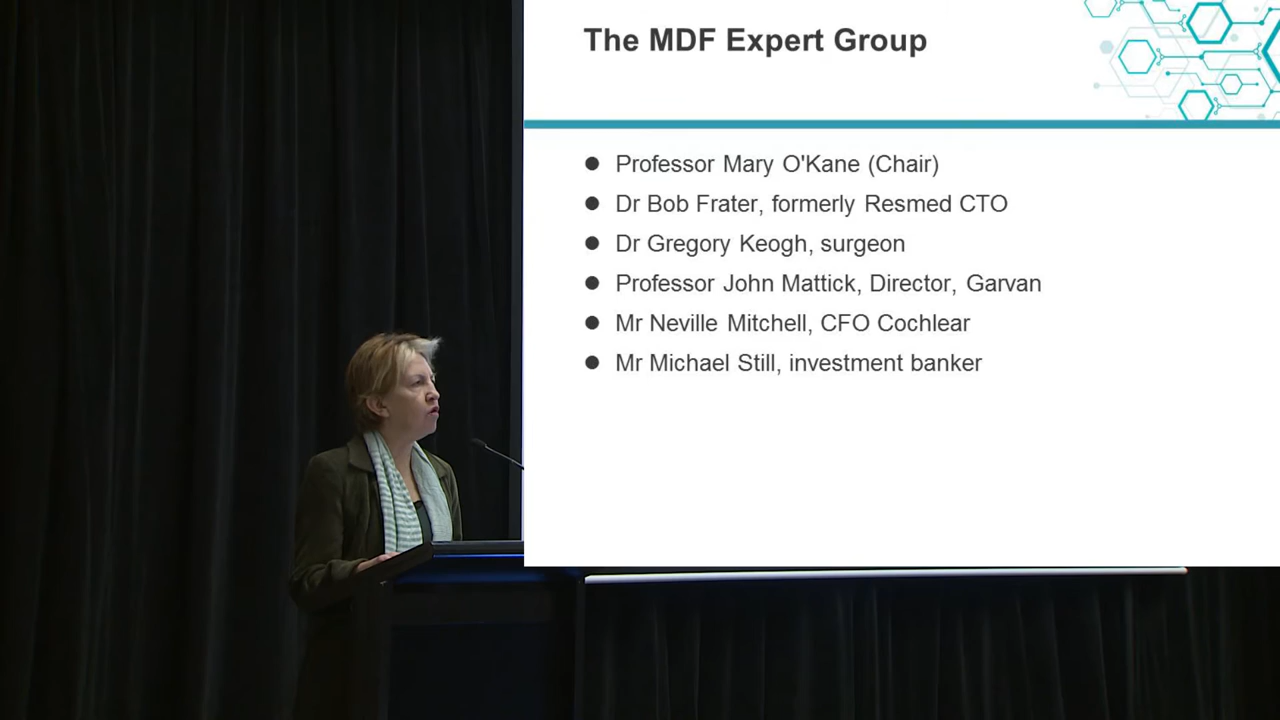 The MDF Expert Group
Professor Mary O'Kane (Chair)
Dr Bob Frater, formerly Resmed CTO
Dr Gregory Keogh, surgeon
Professor John Mattick, Director, Garvan
Mr Neville Mitchell, CFO Cochlear
Mr Michael Still, investment banker